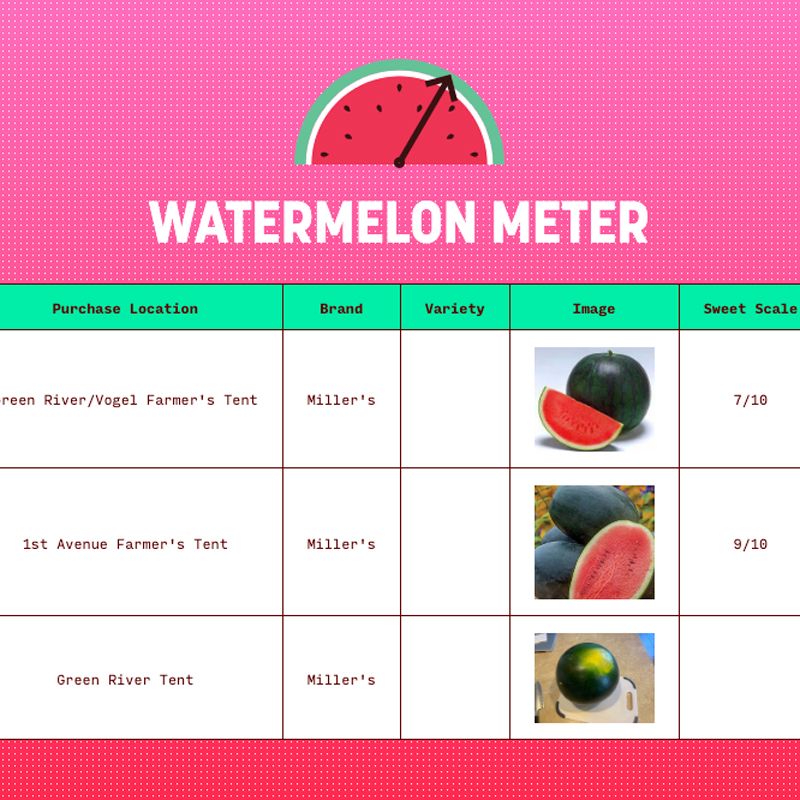 WATERMELON METER
Purchase Location Brand Variety Image Sweet Scale
reen River/Vogel Farmer's Tent Miller's 7/10
1st Avenue Farmer's Tent Miller's 9/10
Green River Tent Miller's